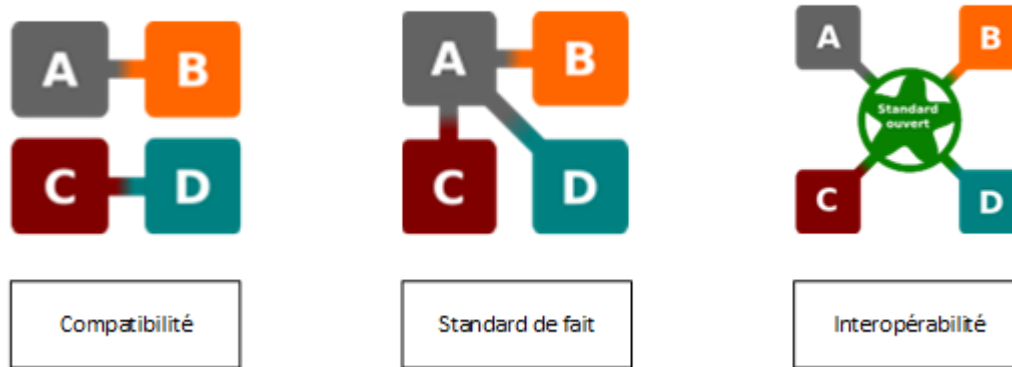 A B
C D
Compatibilité
A B
C D
Standard de fait
A B
Standard
ouvert
C D
Interopérabilité